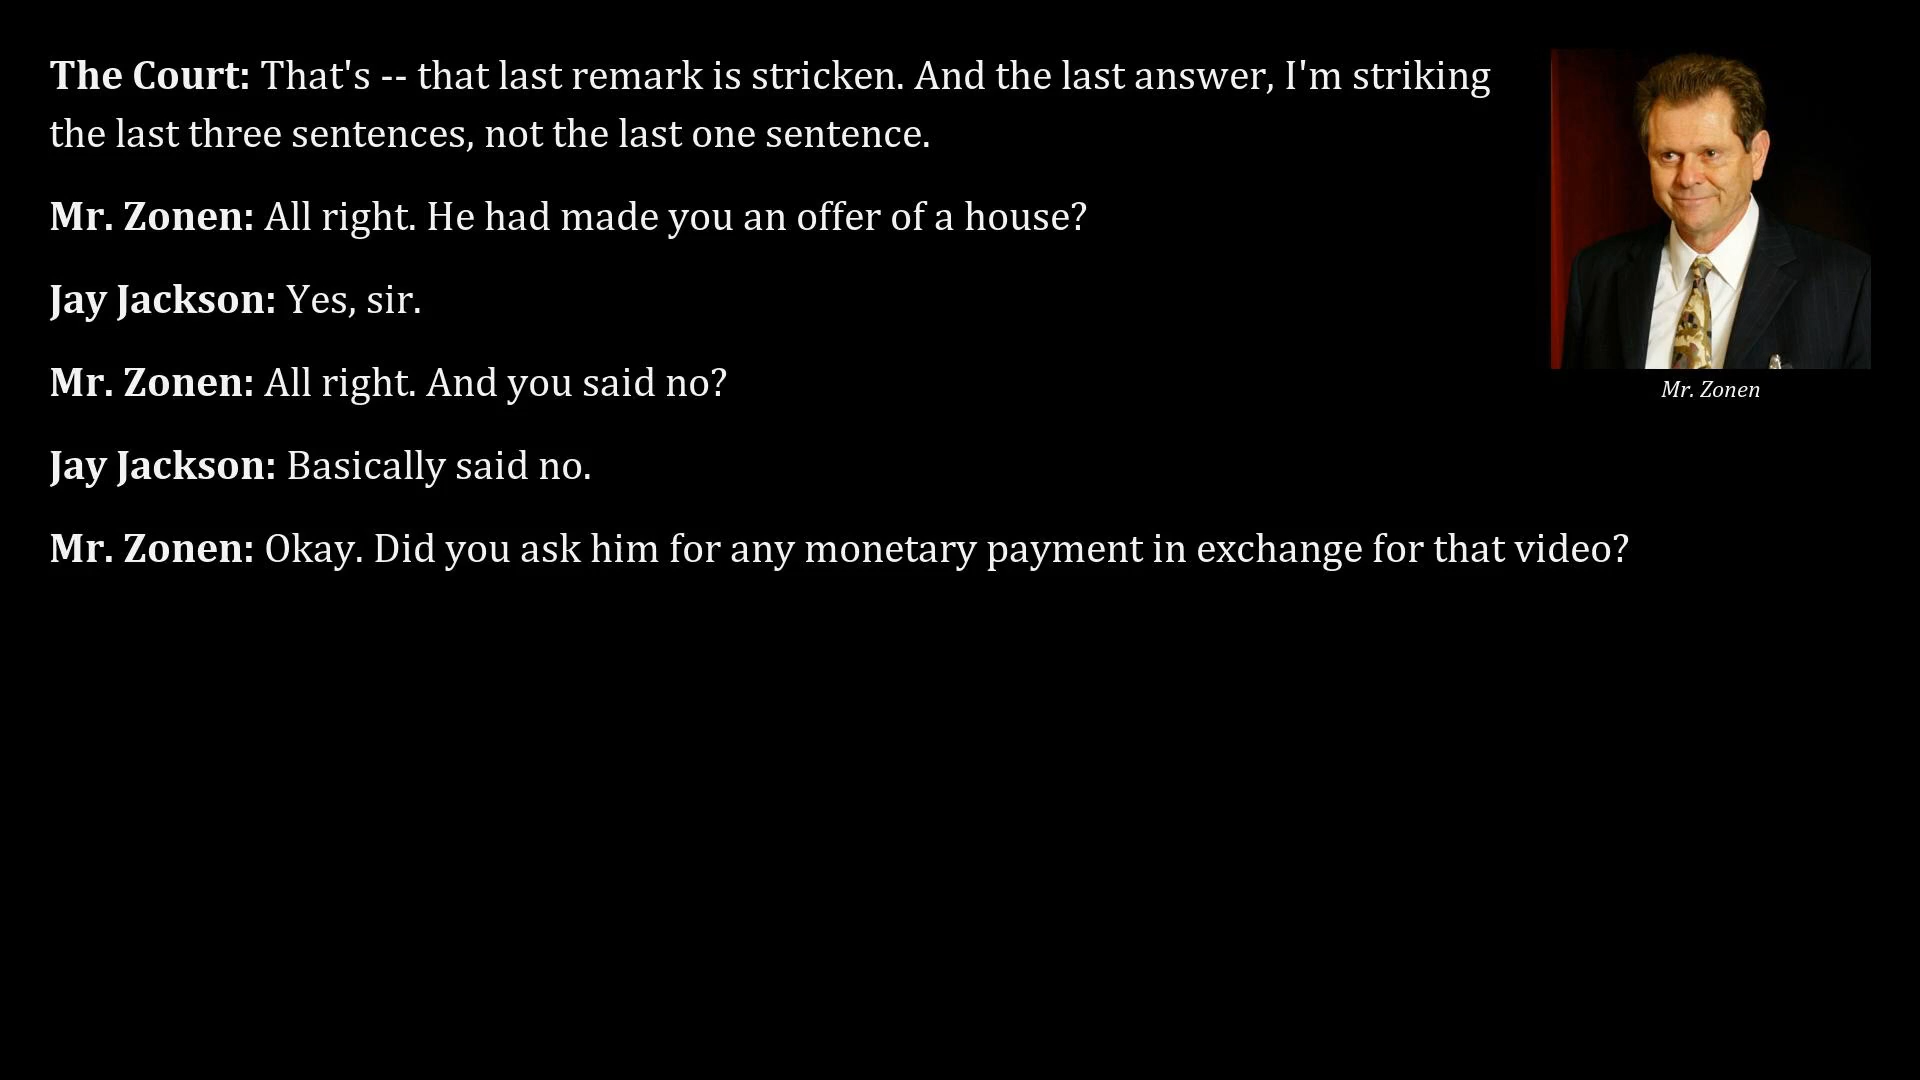 The Court: That's -- that last remark is stricken. And the last answer, I'm striking
the last three sentences, not the last one sentence.
Mr. Zonen: All right. He had made you an offer of a house?
Jay Jackson: Yes, sir.
Mr. Zonen: All right. And you said no?
Jay Jackson: Basically said no.
Mr. Zonen: Okay. Did you ask him for any monetary payment in exchange for that video?
Mr. Zonen